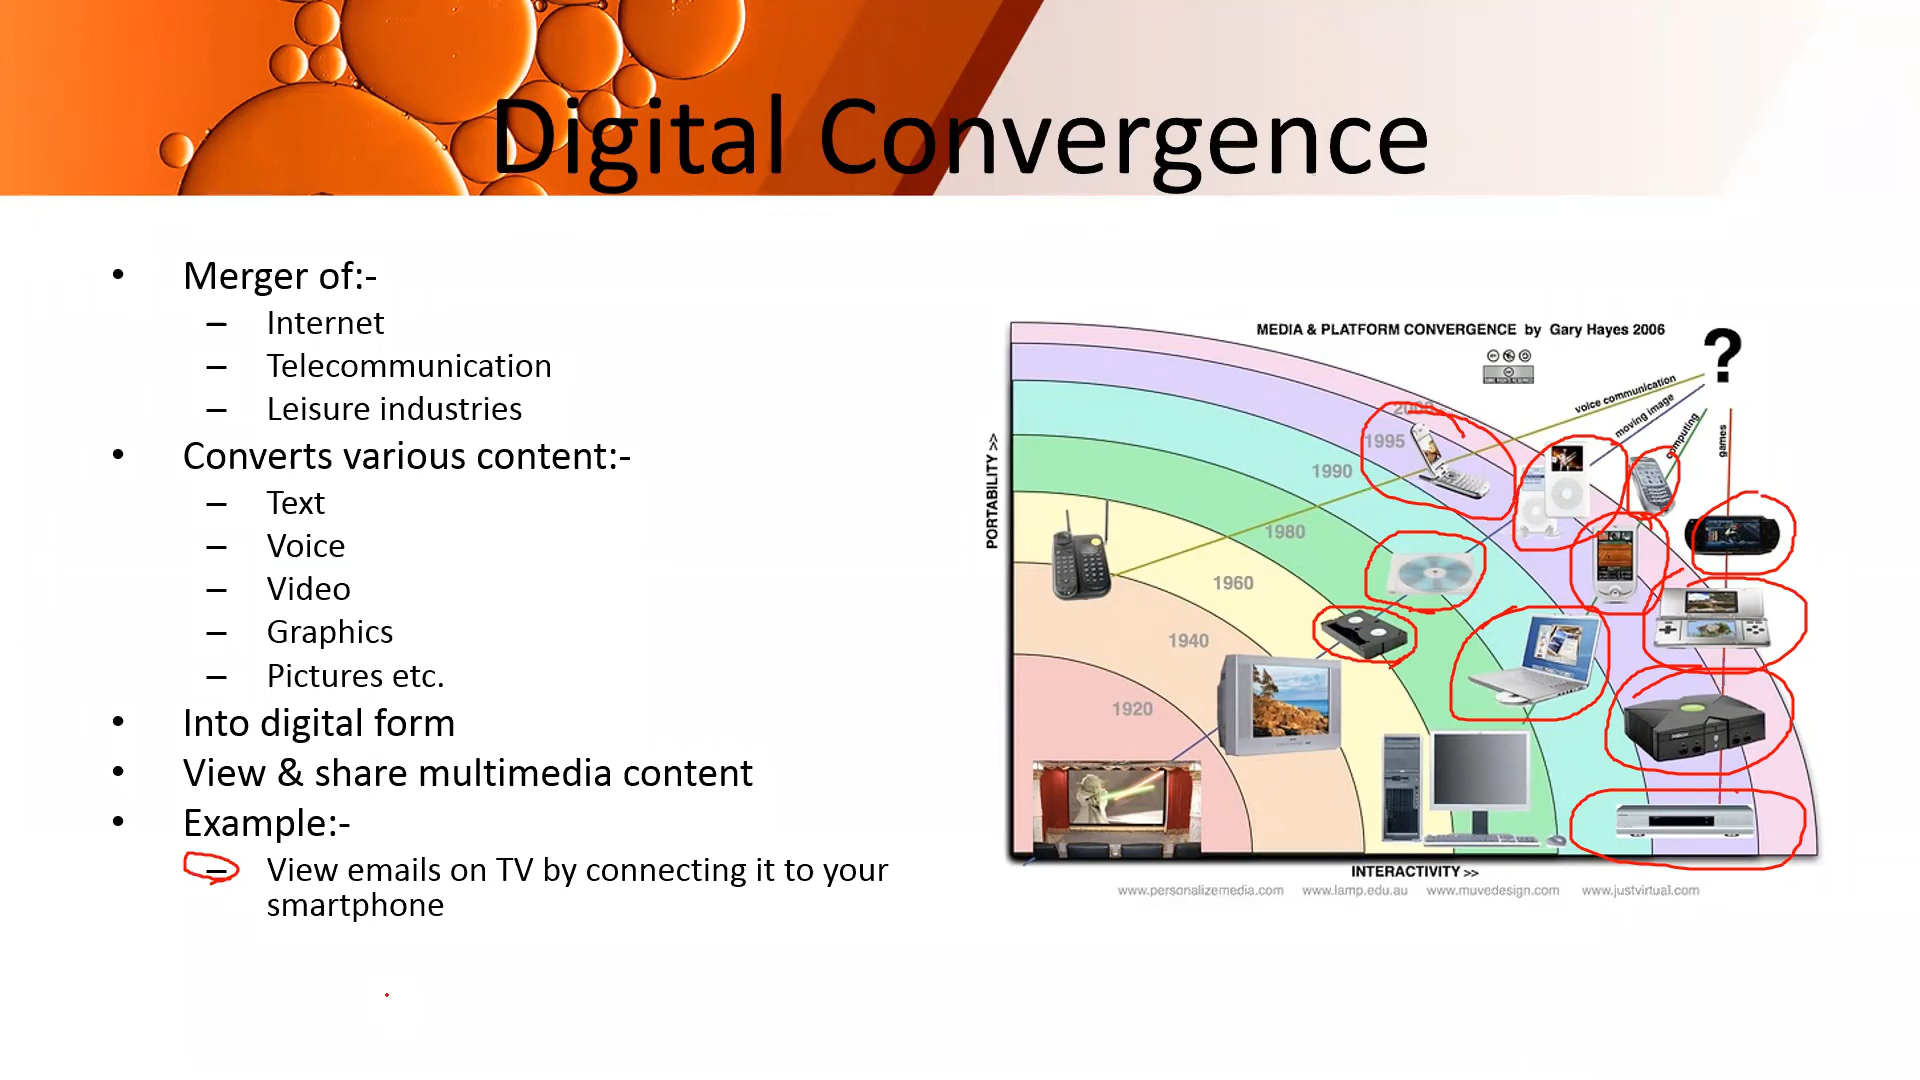 Digital Convergence
• Merger of:-
– Internet
– Telecommunication
– Leisure industries
• Converts various content:-
– Text
– Voice
– Video
– Graphics
– Pictures etc.
• Into digital form
• View & share multimedia content
• Example:-
– View emails on TV by connecting it to your
smartphone
MEDIA & PLATFORM CONVERGENCE by Gary Hayes 2006
?
voice communication
moving image
computing
games
2000
1995
1990
1980
1960
1940
1920
PORTABILITY >>
INTERACTIVITY >>
www.personalizemedia.com www.lamp.edu.au www.muvedesign.com www.justvirtual.com